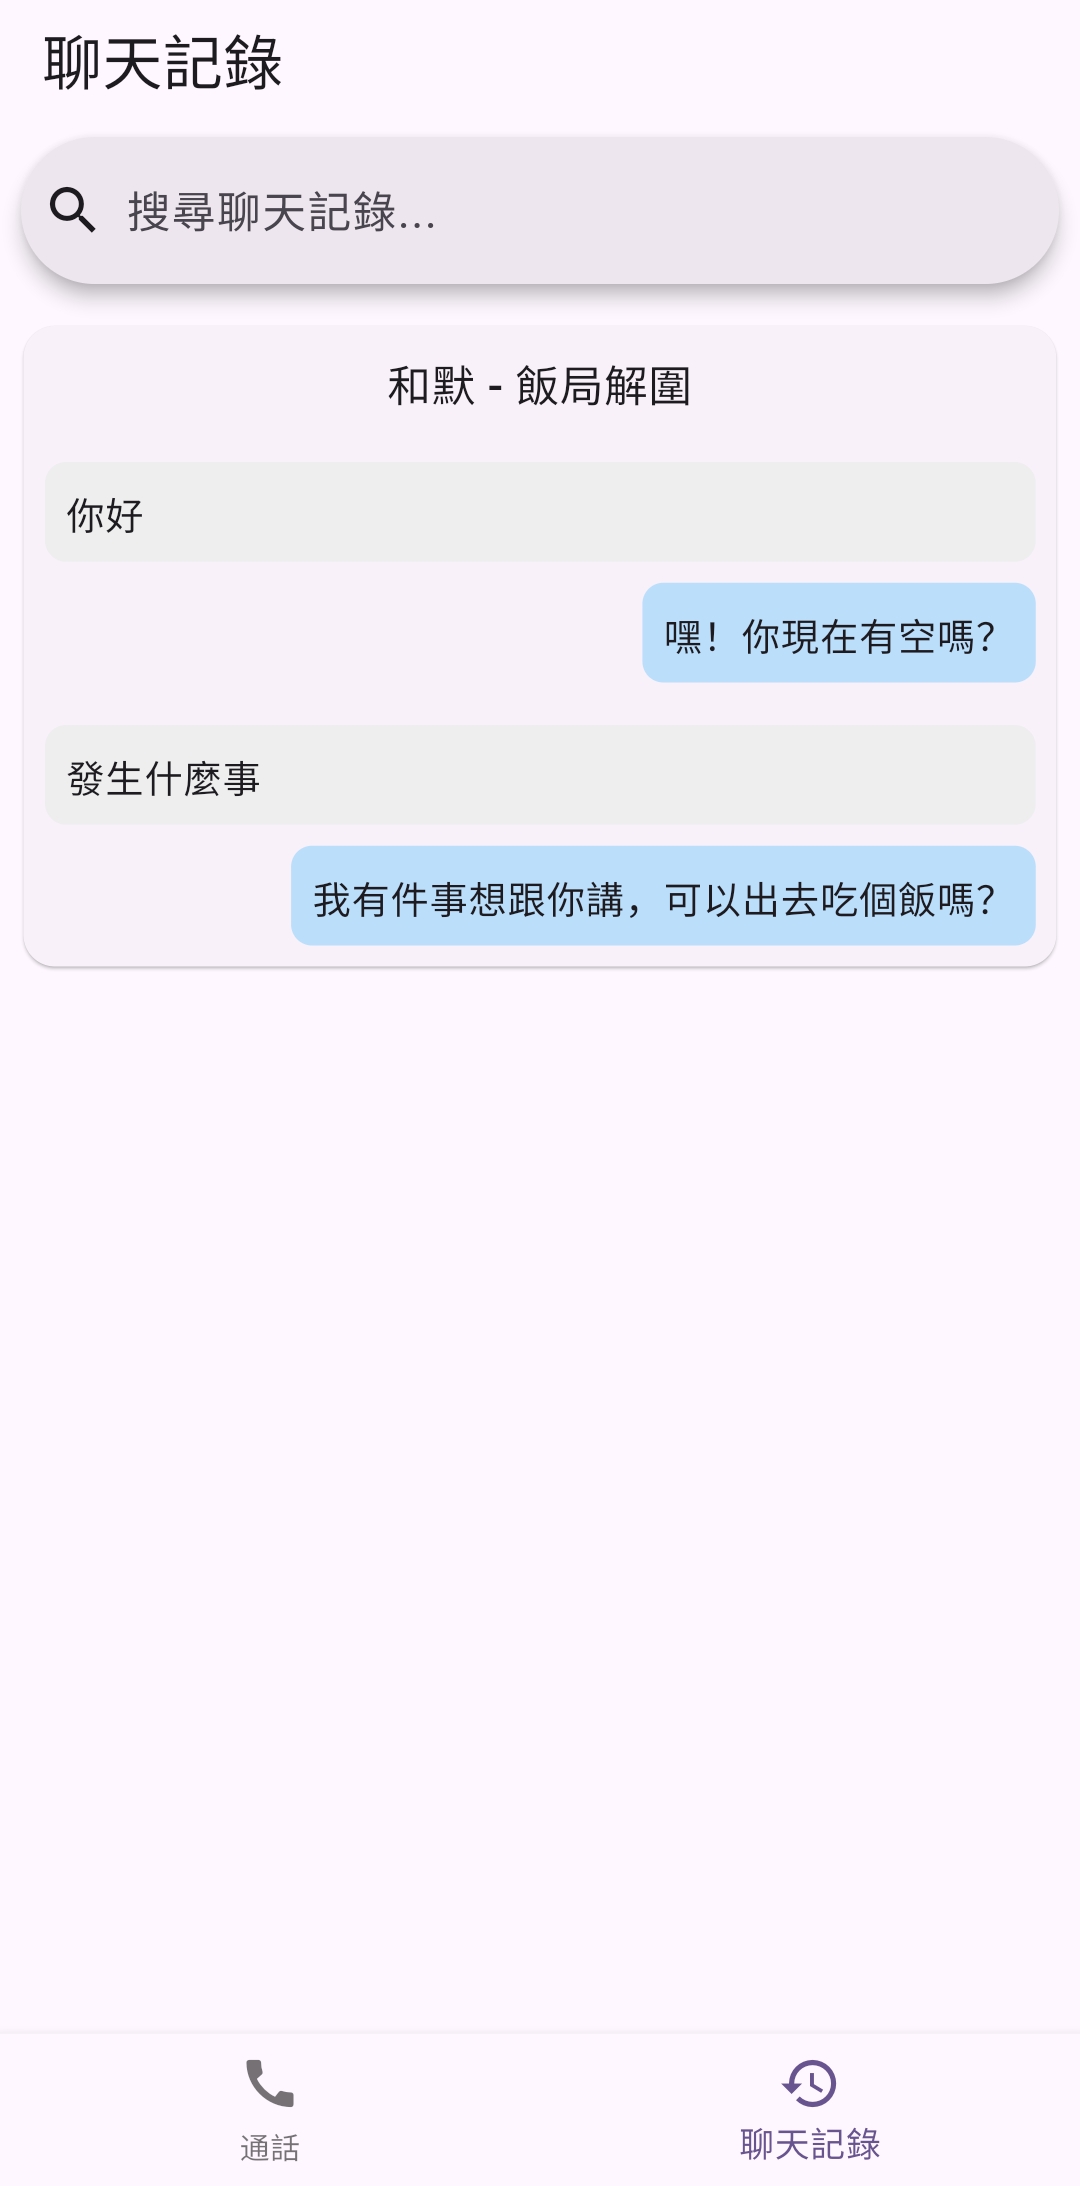 聊天記錄
搜尋聊天記錄...
和默 - 飯局解圍
你好
嘿！你現在有空嗎？
發生什麼事
我有件事想跟你講，可以出去吃個飯嗎？
通話
聊天記錄